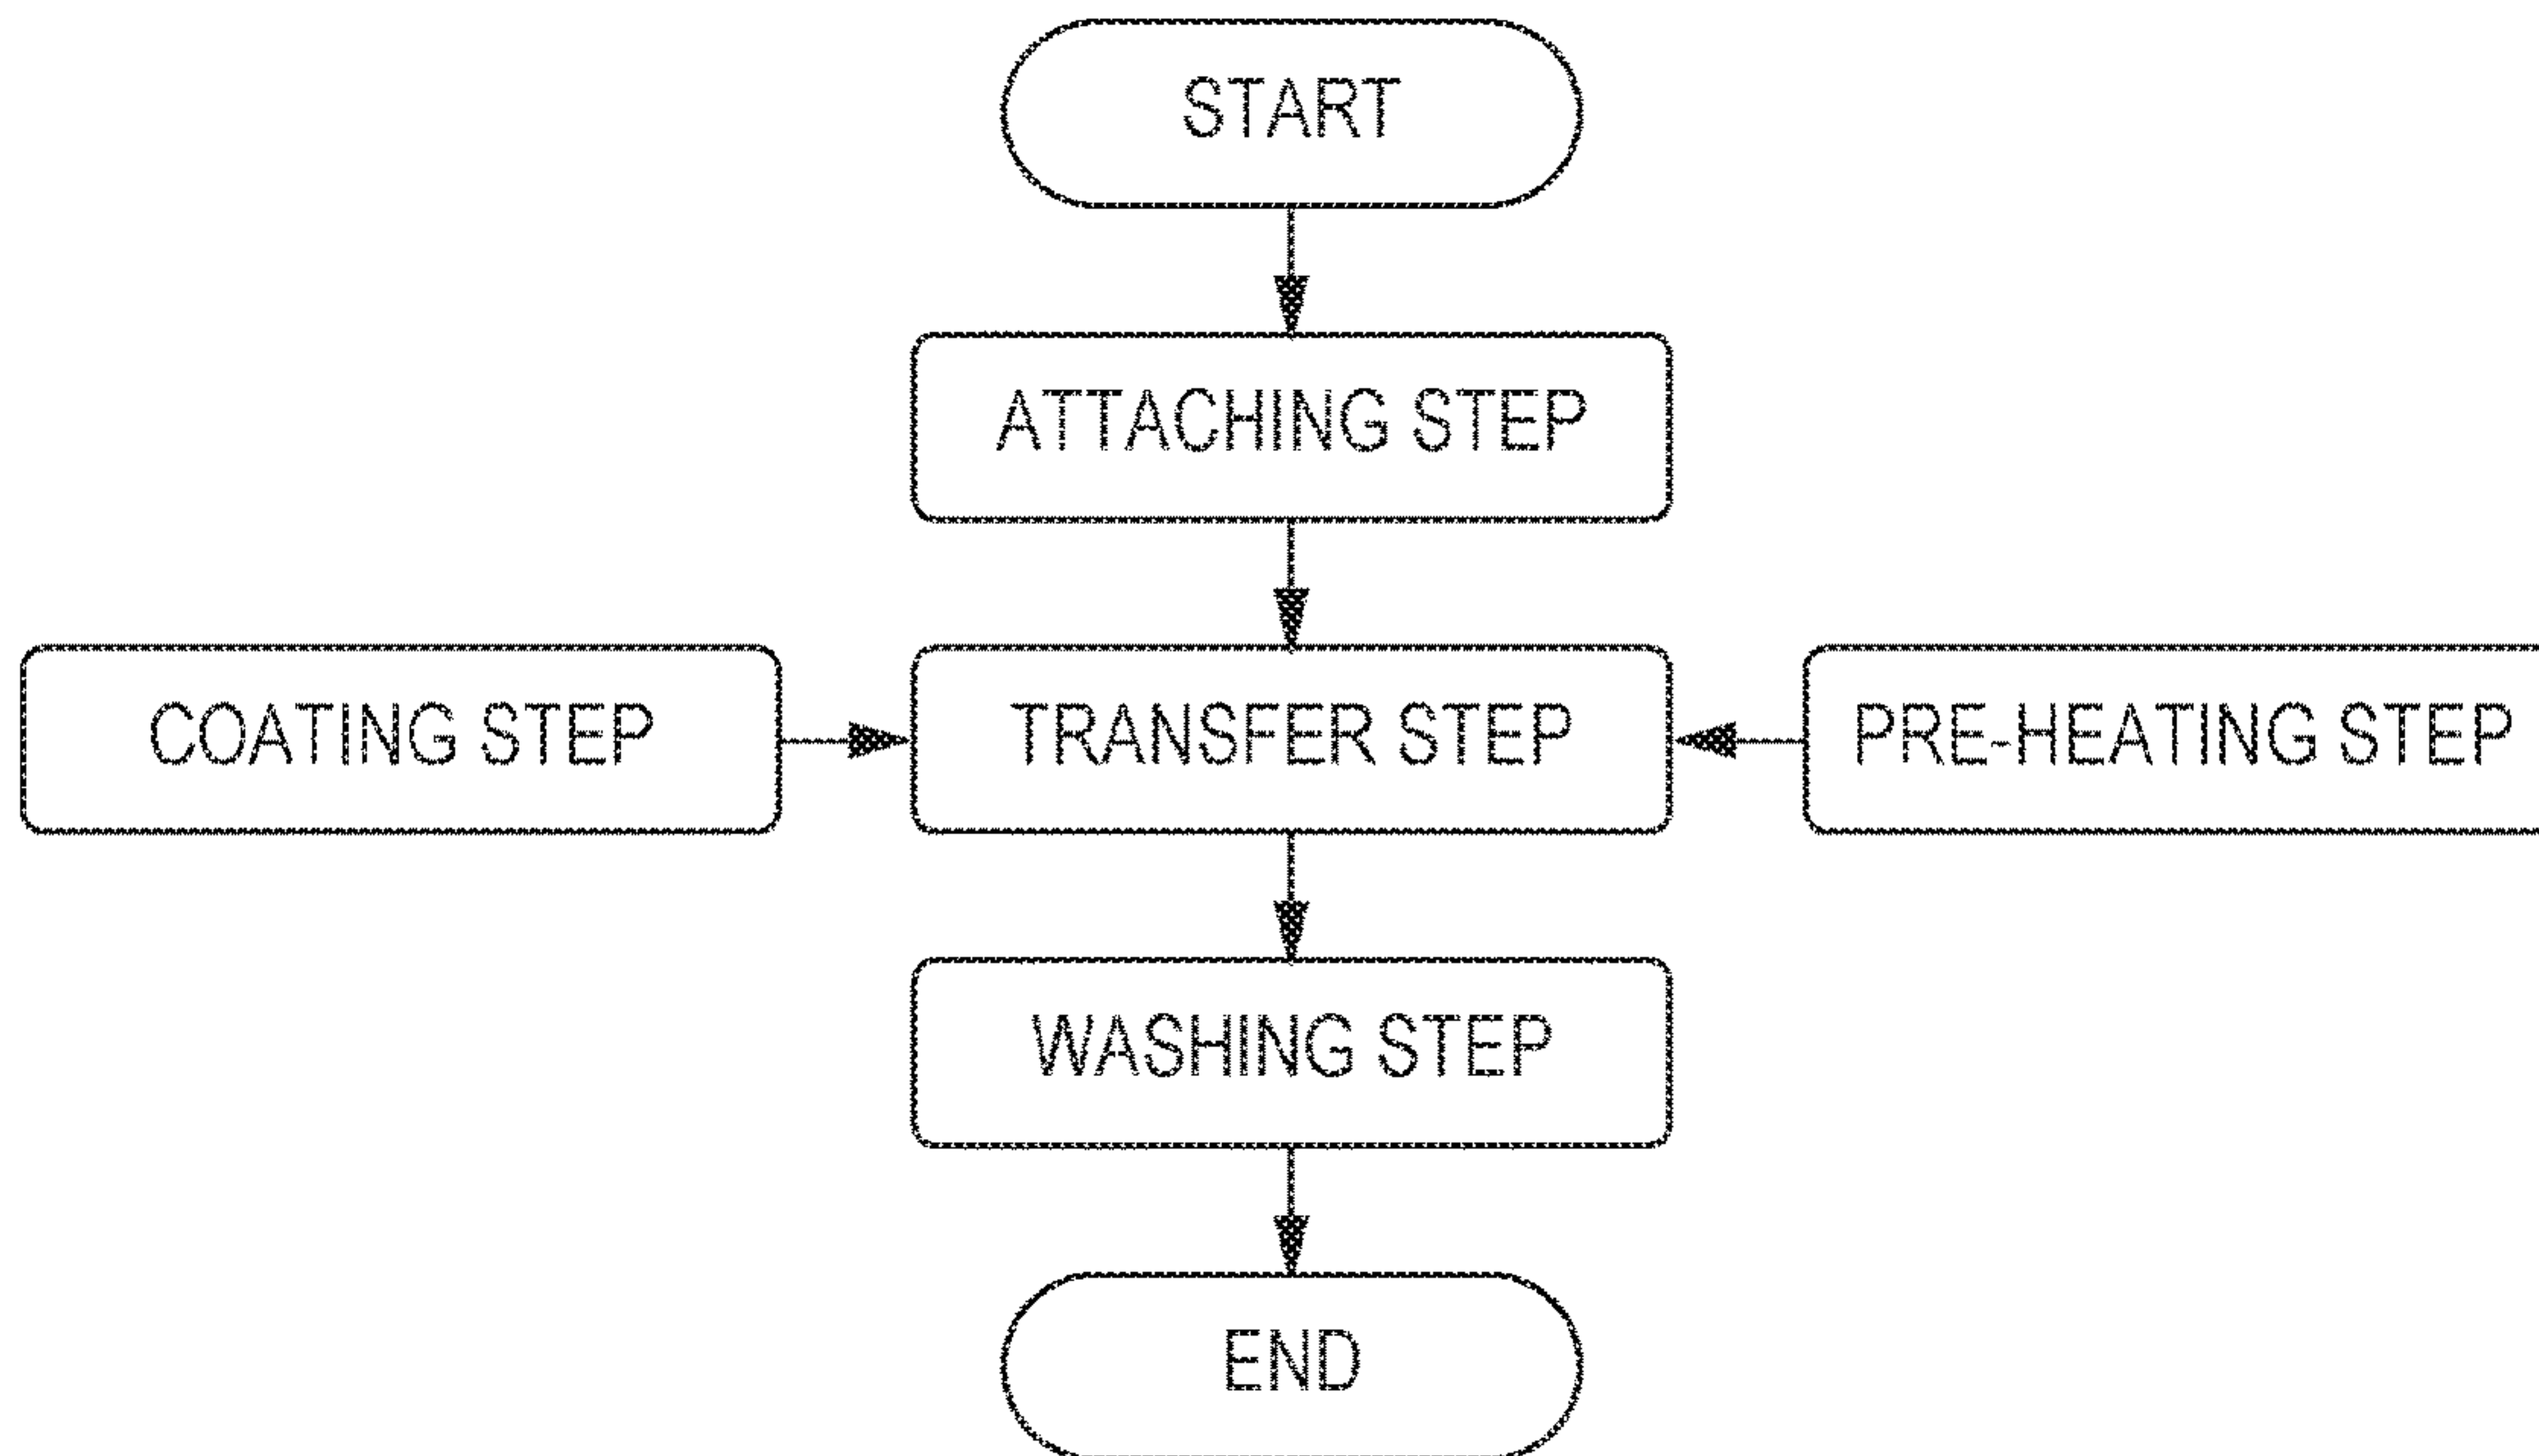 START
ATTACHING STEP
COATING STEP
TRANSFER STEP
PRE-HEATING STEP
WASHING STEP
END